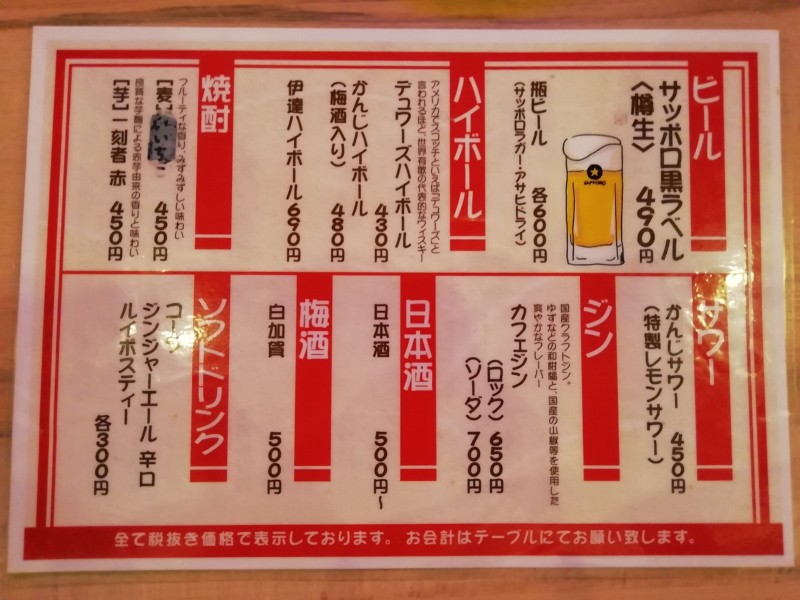 ビール
サッポロ黒ラベル
〈樽生〉 490円
SAPPORO
瓶ビール 各600円
(サッポロラガー・アサヒドライ)
ハイボール
アメリカでスコッチといえば「デュワーズ」と
言われるほど、世界有数の代表的なウィスキー
デュワーズハイボール
430円
かんじハイボール
(梅酒入り) 480円
伊達ハイボール690円
焼酎
フルーティな香り、みずみずしい味わい
[麦] 450円
良質な芋麹による赤芋由来の香りと味わい
[芋] 一刻者 赤 450円
サワー
かんじサワー 450円
(特製レモンサワー)
ジン
国産クラフトジン。
ゆずなどの和柑橘と、国産の山椒等を使用した
爽やかなフレーバー
カフェジン
(ロック) 650円
(ソーダ) 700円
日本酒
日本酒 500円〜
梅酒
白加賀 500円
ソフトドリンク
コーラ
ジンジャーエール 辛口
ルイボスティー
各300円
全て税抜き価格で表示しております。 お会計はテーブルにてお願い致します。